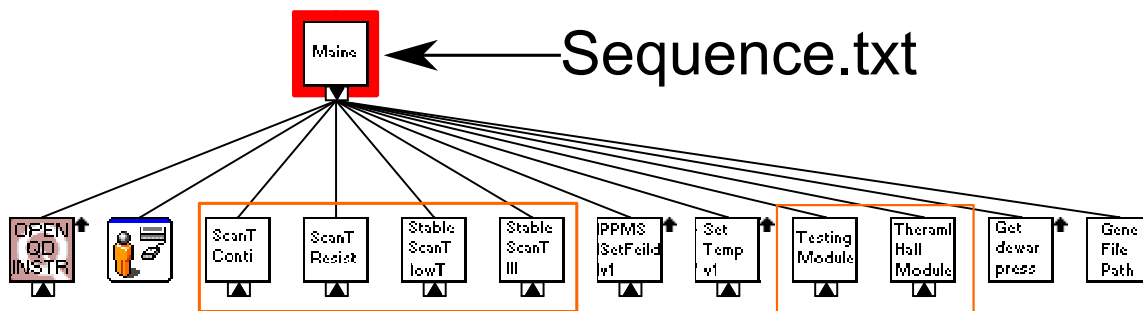 Maine
Sequence.txt
OPEN
QD
INSTR
ScanT
Conti
ScanT
Resist
Stable
ScanT
lowT
Stable
ScanT
III
PPMS
SetFeild
v1
Set
Temp
v1
Testing
Module
Theraml
Hall
Module
Get
dewar
press
Gene
File
Path